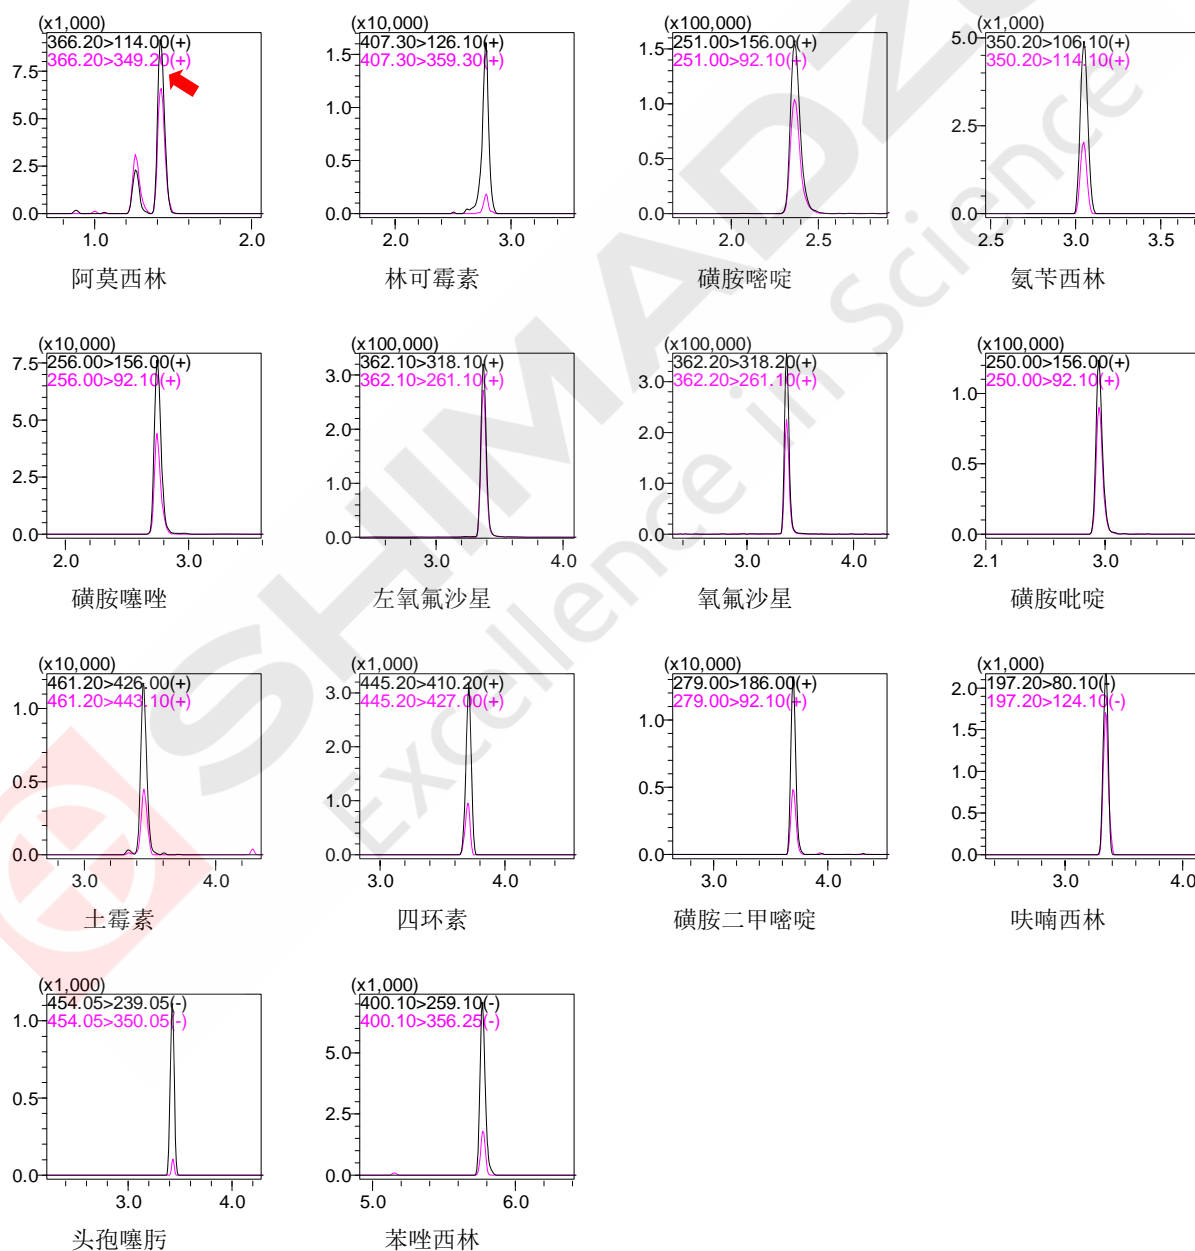 (x1,000)
366.20>114.00(+)
366.20>349.20(+)
7.5
5.0
2.5
0.0
1.0 2.0
阿莫西林
(x10,000)
407.30>126.10(+)
407.30>359.30(+)
1.5
1.0
0.5
0.0
2.0 3.0
林可霉素
(x100,000)
251.00>156.00(+)
251.00>92.10(+)
1.5
1.0
0.5
0.0
2.0 2.5
磺胺嘧啶
(x1,000)
350.20>106.10(+)
350.20>114.10(+)
5.0
2.5
0.0
2.5 3.0 3.5
氨苄西林
(x10,000)
256.00>156.00(+)
256.00>92.10(+)
7.5
5.0
2.5
0.0
2.0 3.0
磺胺噻唑
(x100,000)
362.10>318.10(+)
362.10>261.10(+)
3.0
2.0
1.0
0.0
3.0 4.0
左氧氟沙星
(x100,000)
362.20>318.20(+)
362.20>261.10(+)
3.0
2.0
1.0
0.0
3.0 4.0
氧氟沙星
(x100,000)
250.00>156.00(+)
250.00>92.10(+)
1.0
0.5
0.0
2.1 3.0
磺胺吡啶
(x10,000)
461.20>426.00(+)
461.20>443.10(+)
1.0
0.5
0.0
3.0 4.0
土霉素
(x1,000)
445.20>410.20(+)
445.20>427.00(+)
3.0
2.0
1.0
0.0
3.0 4.0
四环素
(x10,000)
279.00>186.00(+)
279.00>92.10(+)
1.0
0.0
3.0 4.0
磺胺二甲嘧啶
(x1,000)
197.20>80.10(-)
197.20>124.10(-)
2.0
1.5
1.0
0.5
0.0
3.0 4.0
呋喃西林
(x1,000)
454.05>239.05(-)
454.05>350.05(-)
1.0
0.5
0.0
3.0 4.0
头孢噻肟
(x1,000)
400.10>259.10(-)
400.10>356.25(-)
5.0
2.5
0.0
5.0 6.0
苯唑西林
SHIMADZU
Excellence in Science